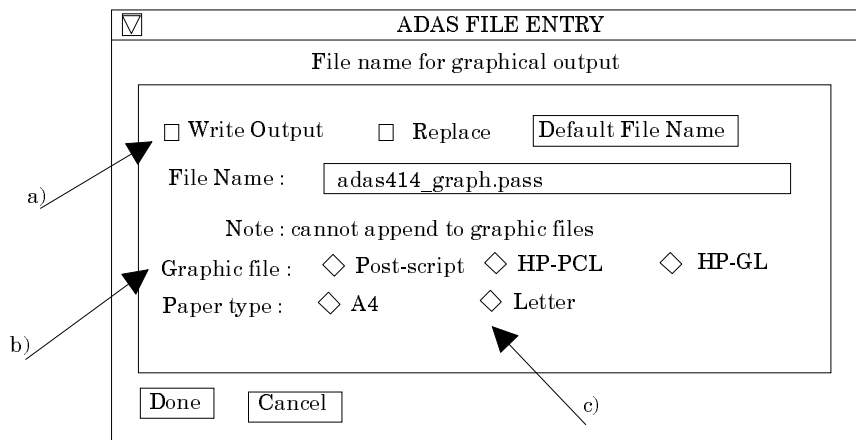 ADAS FILE ENTRY
File name for graphical output
Write Output Replace Default File Name
a)
File Name : adas414_graph.pass
Note : cannot append to graphic files
Graphic file : Post-script HP-PCL HP-GL
Paper type : A4 Letter
b)
Done Cancel c)